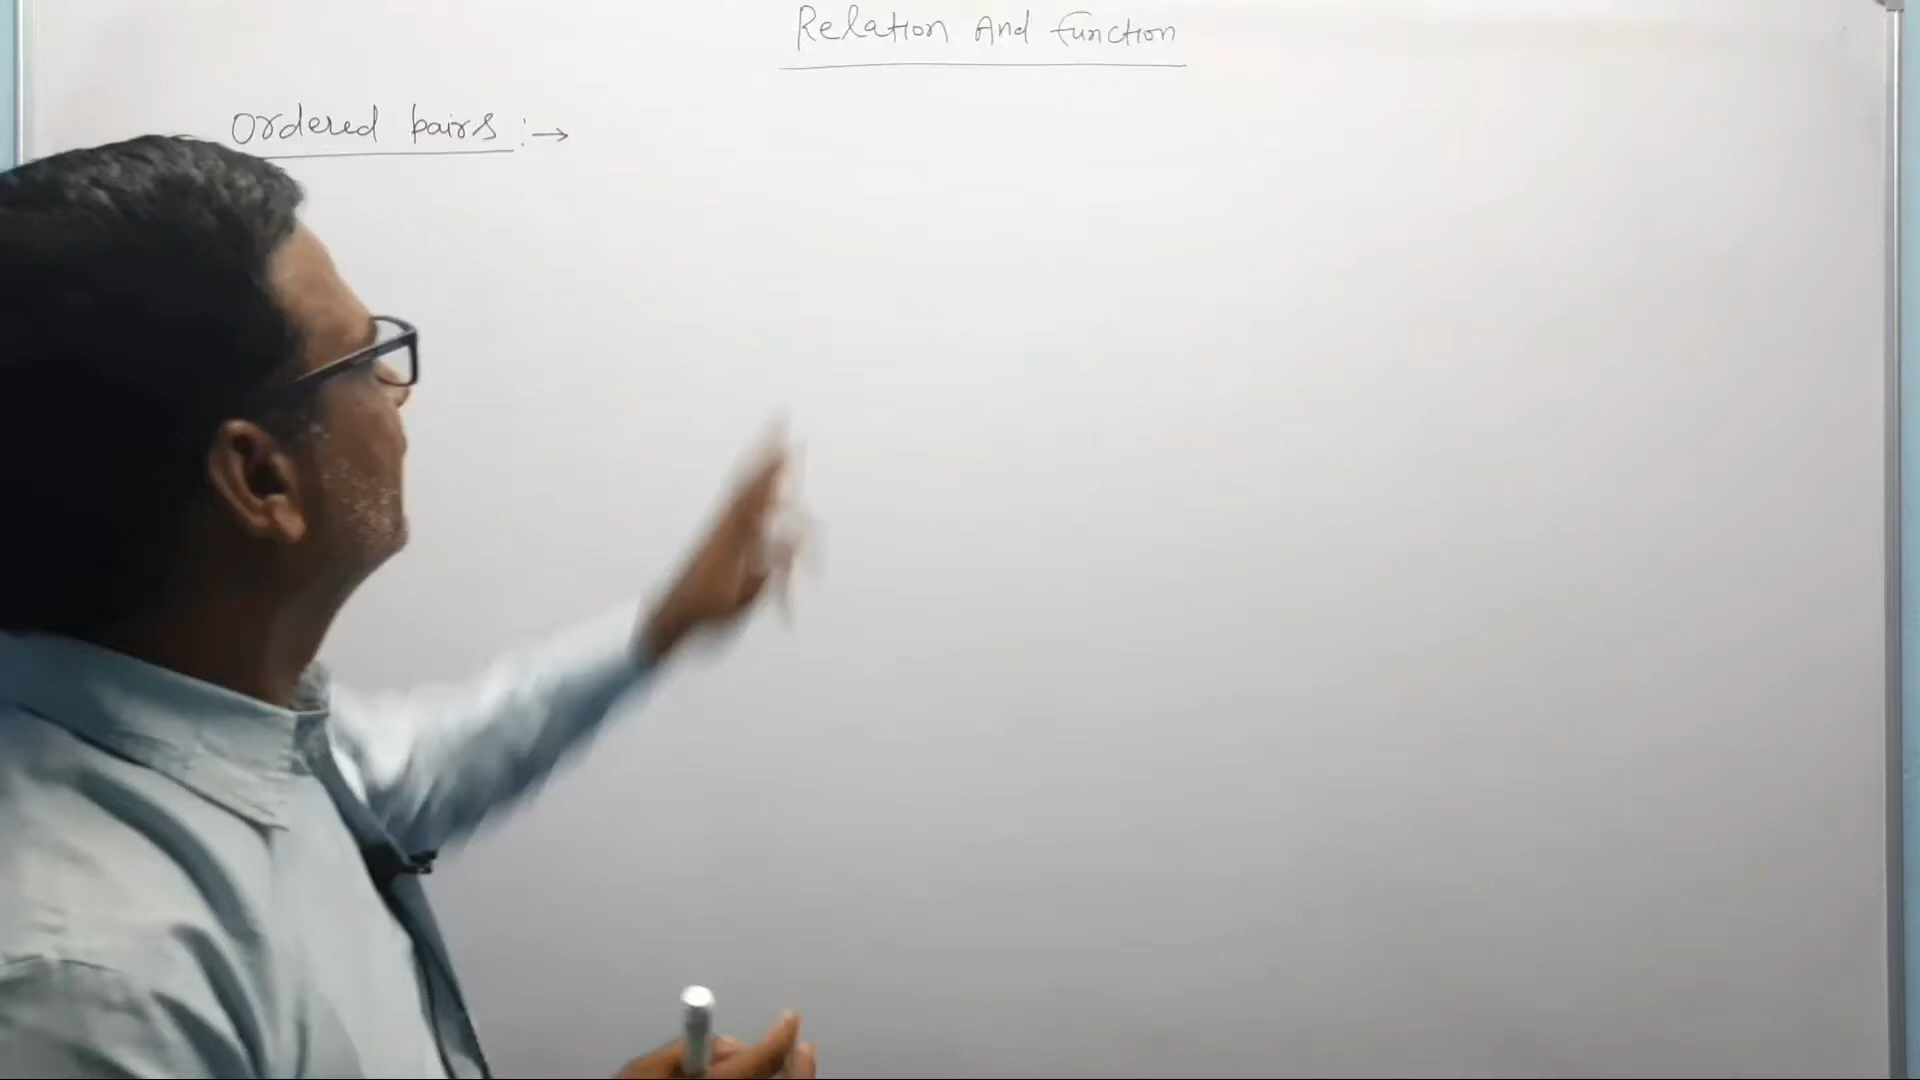 Relation And function
Ordered pairs :→